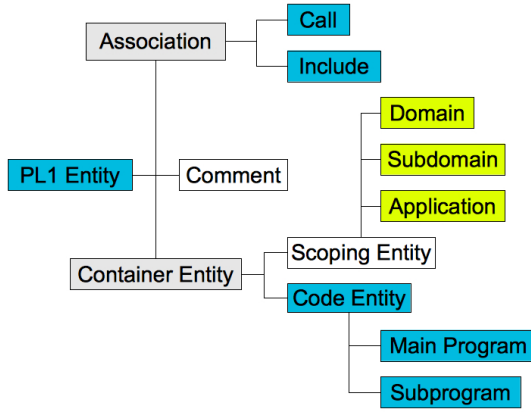 Call
Association
Include
Domain
Subdomain
PL1 Entity
Comment
Application
Scoping Entity
Container Entity
Code Entity
Main Program
Subprogram